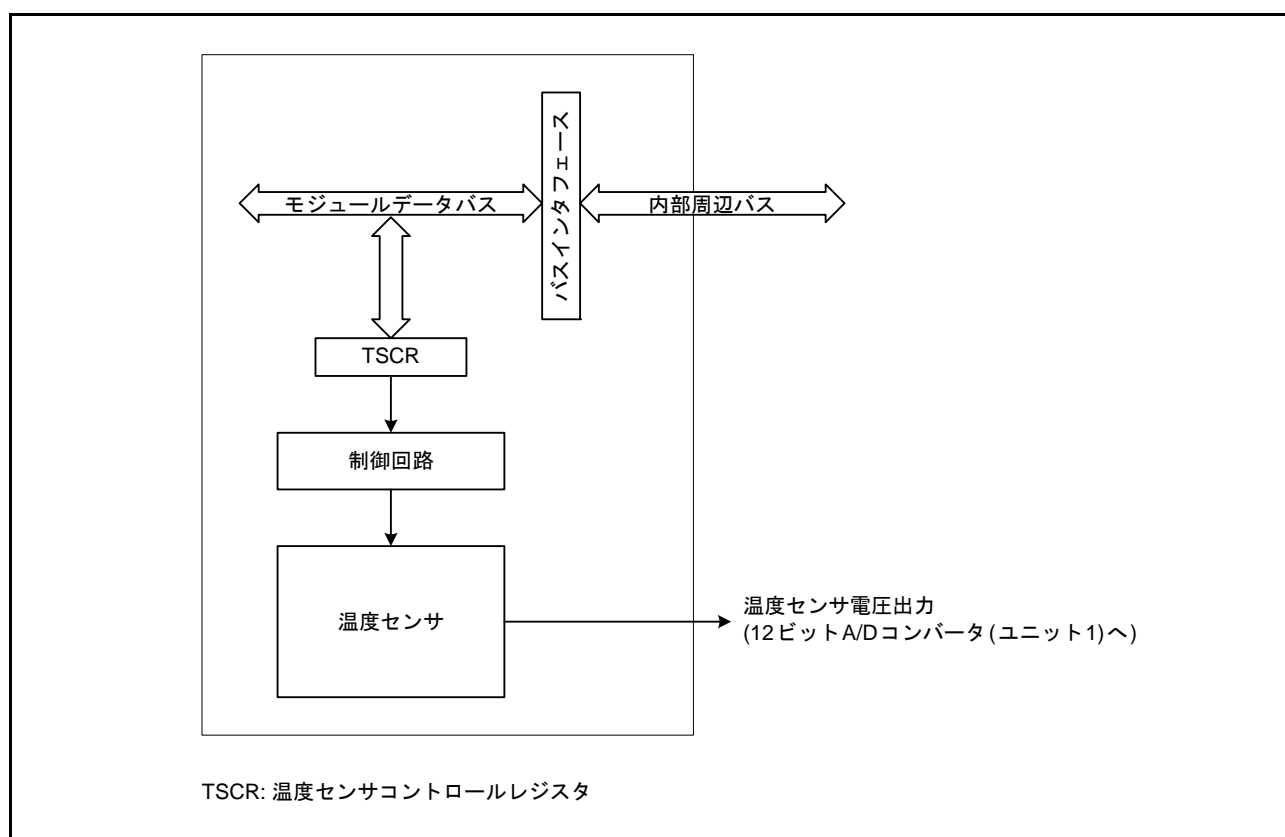 バスインタフェース
モジュールデータバス
内部周辺バス
TSCR
制御回路
温度センサ
温度センサ電圧出力
(12ビットA/Dコンバータ(ユニット1)へ)
TSCR: 温度センサコントロールレジスタ